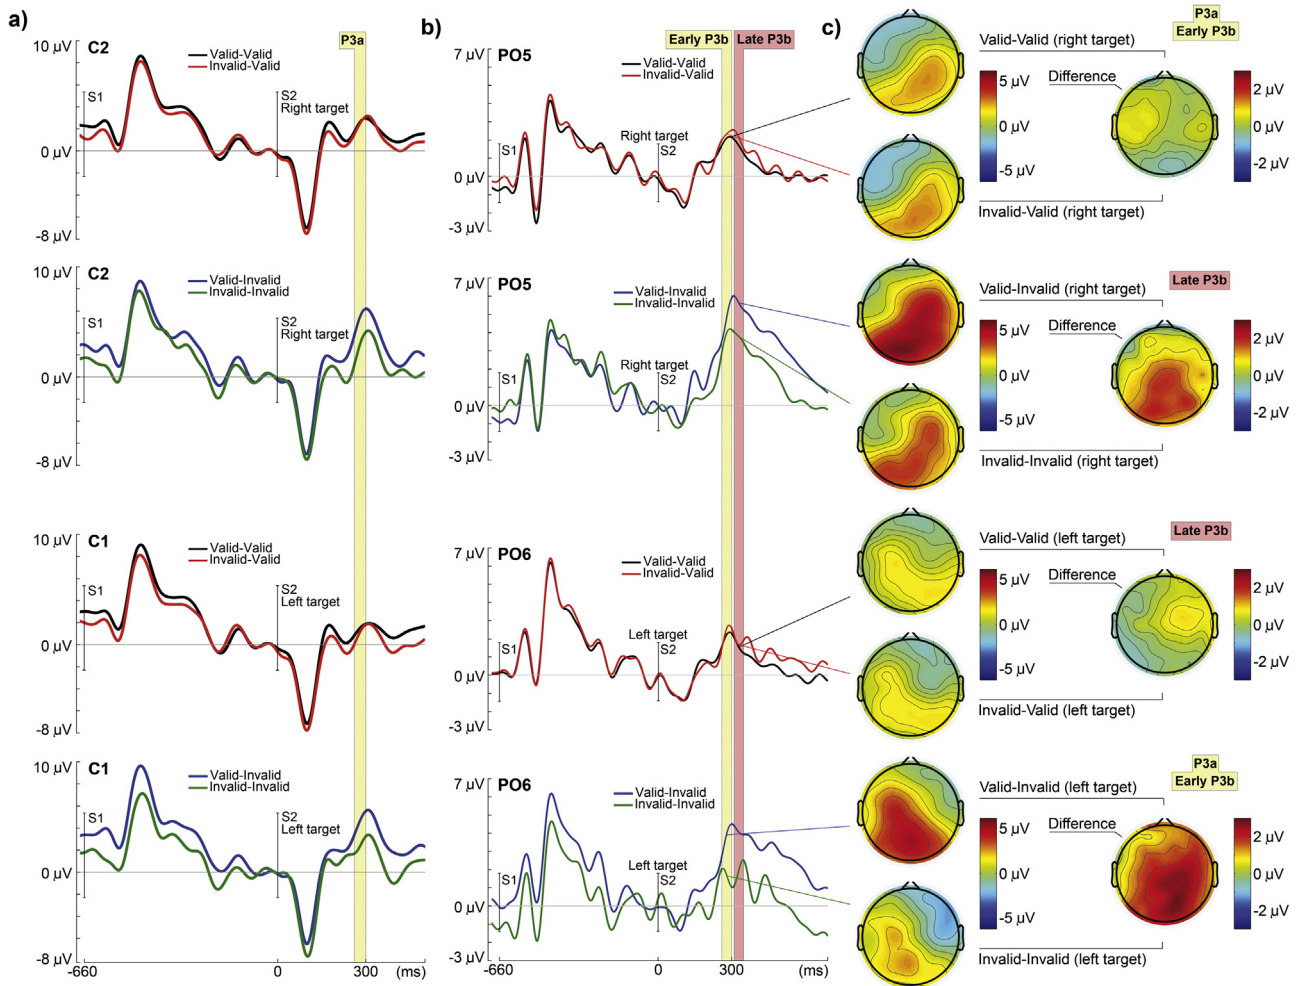 a)
10 µV
C2
Valid-Valid
Invalid-Valid
P3a
S1
S2
Right target
0 µV
-8 µV
10 µV
C2
Valid-Invalid
Invalid-Invalid
S1
S2
Right target
0 µV
-8 µV
10 µV
C1
Valid-Valid
Invalid-Valid
S1
S2
Left target
0 µV
-8 µV
10 µV
C1
Valid-Invalid
Invalid-Invalid
S1
S2
Left target
0 µV
-8 µV
-660
0
300
(ms)
b)
Early P3b
Late P3b
7 µV
PO5
Valid-Valid
Invalid-Valid
Right target
S1
S2
0 µV
-3 µV
7 µV
PO5
Valid-Invalid
Invalid-Invalid
Right target
S1
S2
0 µV
-3 µV
7 µV
PO6
Valid-Valid
Invalid-Valid
Left target
S1
S2
0 µV
-3 µV
7 µV
PO6
Valid-Invalid
Invalid-Invalid
Left target
S1
S2
0 µV
-3 µV
-660
0
300
(ms)
c)
P3a
Early P3b
Valid-Valid (right target)
Difference
5 µV
0 µV
-5 µV
2 µV
0 µV
-2 µV
Invalid-Valid (right target)
Late P3b
Valid-Invalid (right target)
Difference
5 µV
0 µV
-5 µV
2 µV
0 µV
-2 µV
Invalid-Invalid (right target)
Late P3b
Valid-Valid (left target)
Difference
5 µV
0 µV
-5 µV
2 µV
0 µV
-2 µV
Invalid-Valid (left target)
P3a
Early P3b
Valid-Invalid (left target)
Difference
5 µV
0 µV
-5 µV
2 µV
0 µV
-2 µV
Invalid-Invalid (left target)